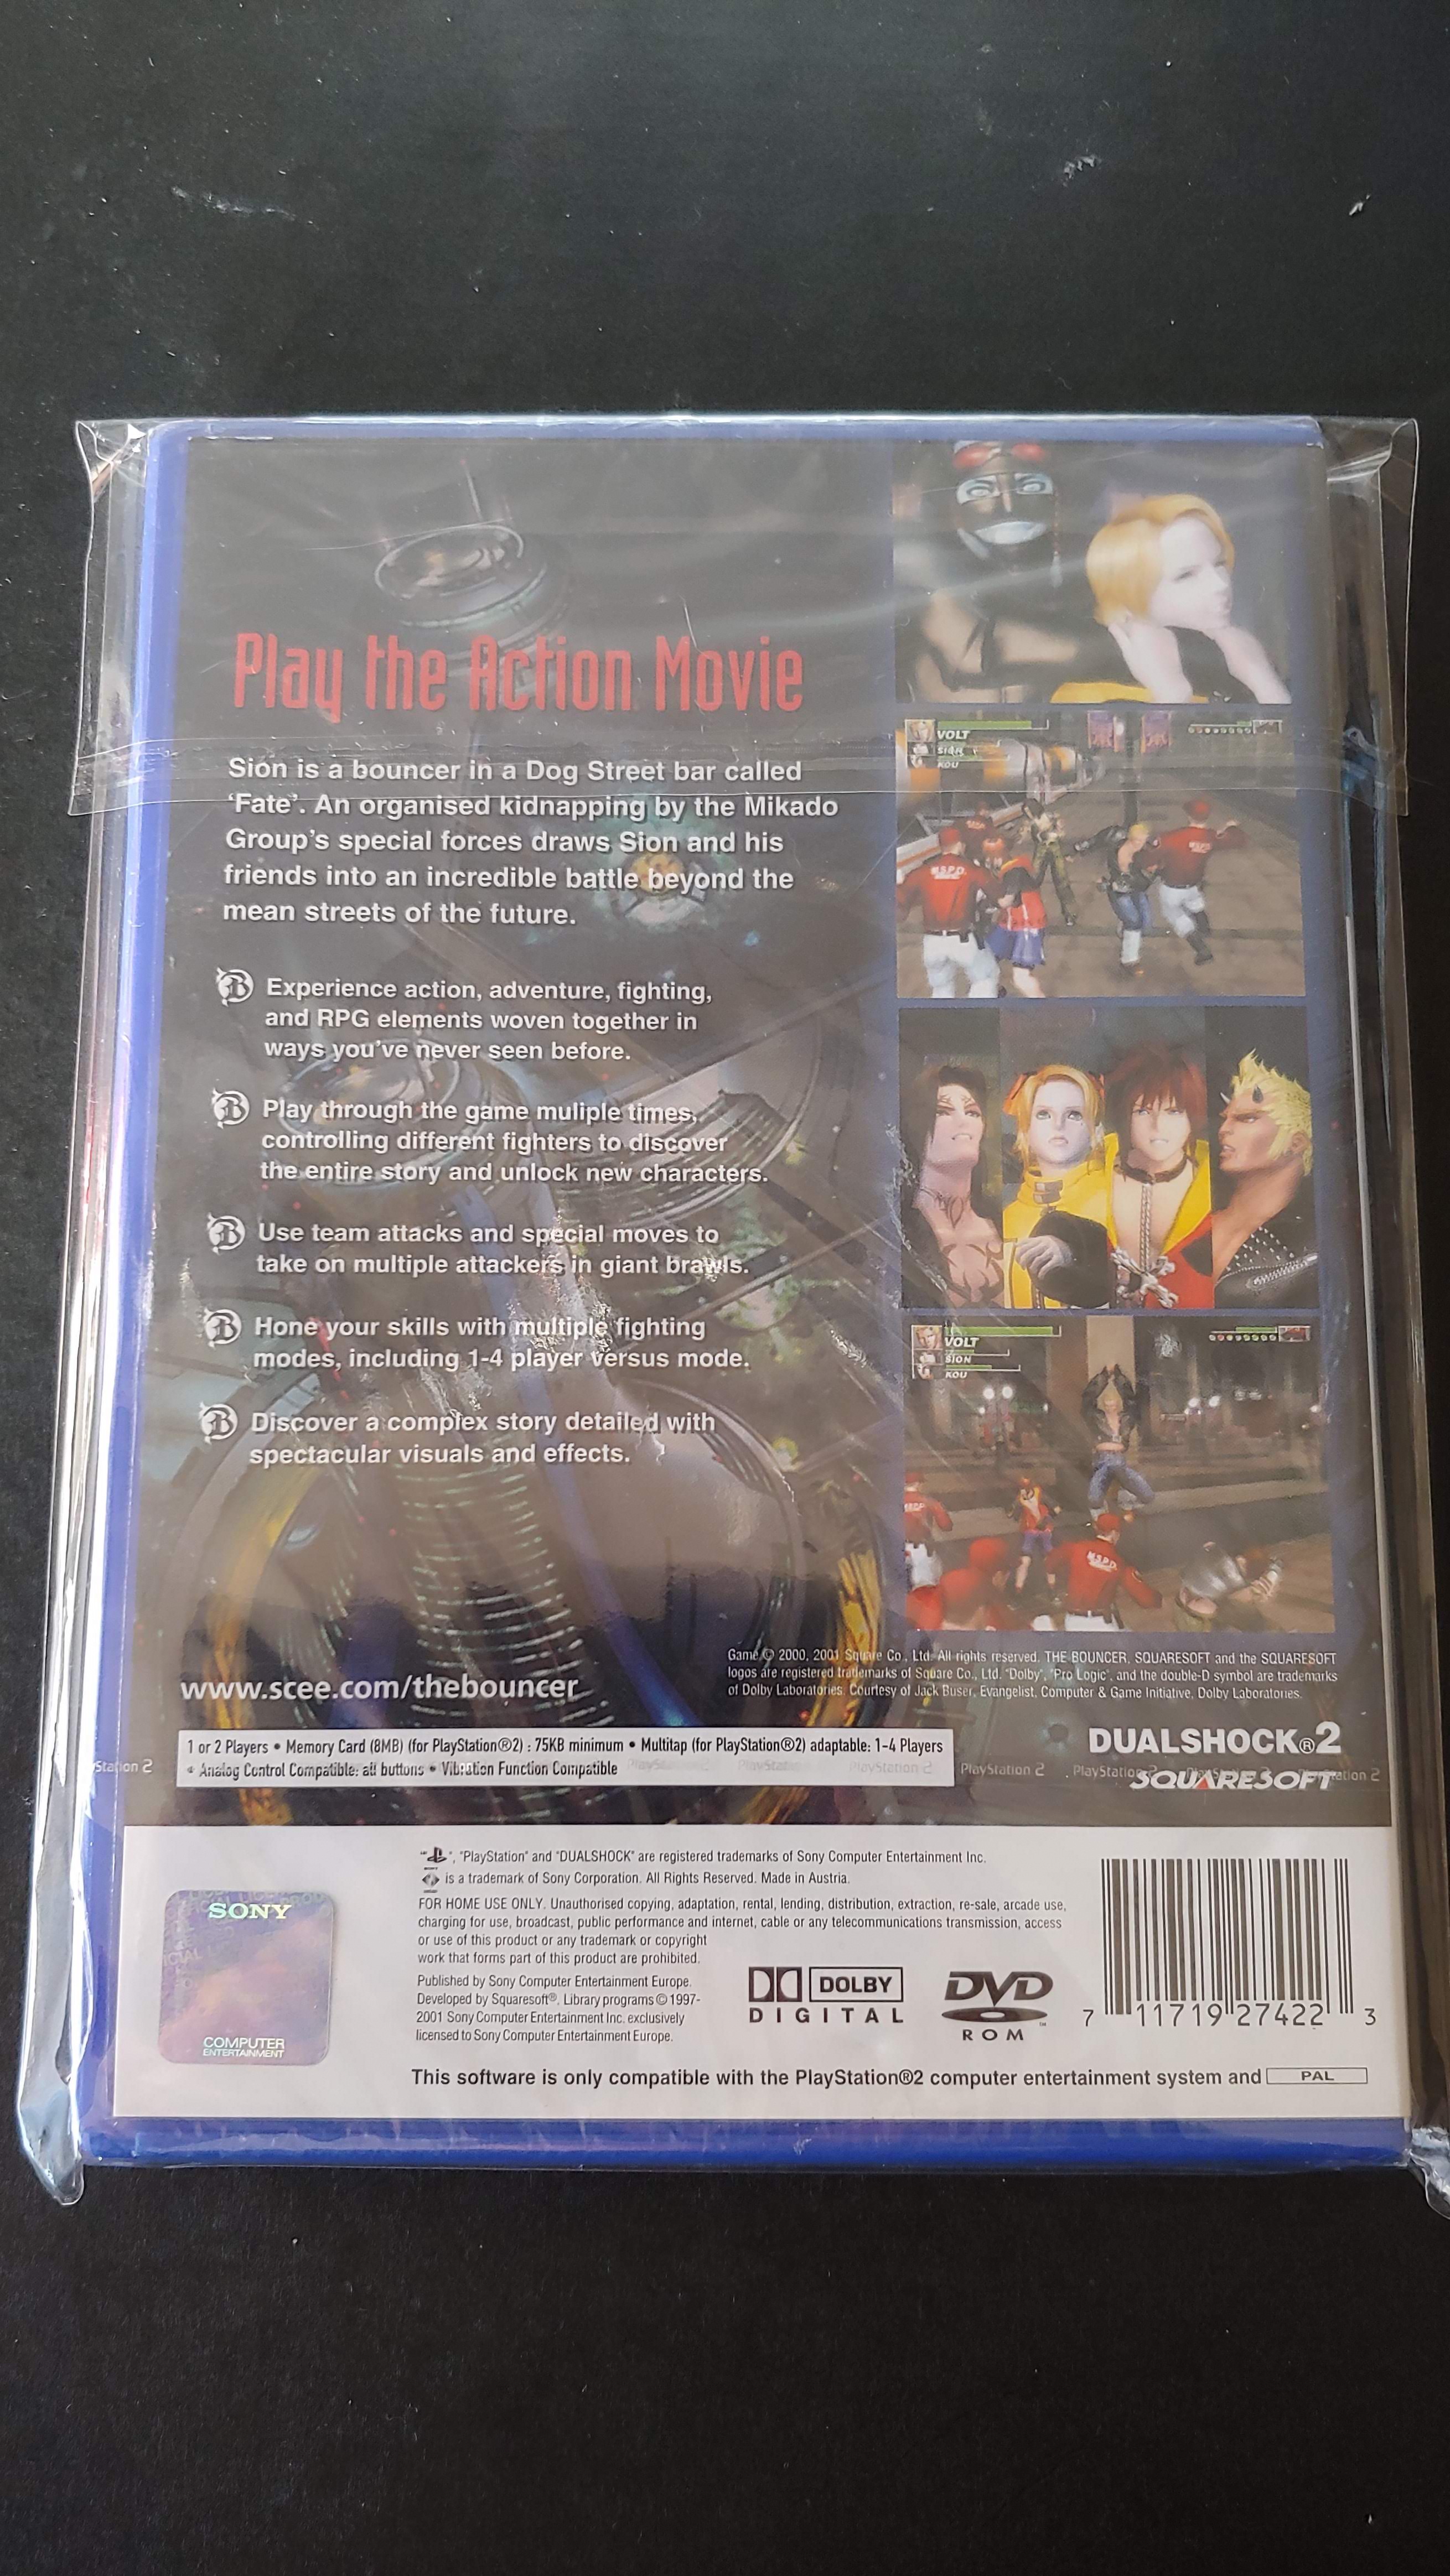 Play the Action Movie
Sion is a bouncer in a Dog Street bar called
'Fate'. An organised kidnapping by the Mikado
Group's special forces draws Sion and his
friends into an incredible battle beyond the
mean streets of the future.
Experience action, adventure, fighting,
and RPG elements woven together in
ways you've never seen before.
Play through the game muliple times,
controlling different fighters to discover
the entire story and unlock new characters.
Use team attacks and special moves to
take on multiple attackers in giant brawls.
Hone your skills with multiple fighting
modes, including 1-4 player versus mode.
Discover a complex story detailed with
spectacular visuals and effects.
VOLT
SION
KOU
M.S.P.D.
M.S.P.D.
VOLT
SION
KOU
M.S.P.D.
Game © 2000, 2001 Square Co., Ltd. All rights reserved. THE BOUNCER, SQUARESOFT and the SQUARESOFT
logos are registered trademarks of Square Co., Ltd. "Dolby", "Pro Logic", and the double-D symbol are trademarks
of Dolby Laboratories. Courtesy of Jack Buser, Evangelist, Computer & Game Initiative, Dolby Laboratories.
www.scee.com/thebouncer
1 or 2 Players • Memory Card (8MB) (for PlayStation®2) : 75KB minimum • Multitap (for PlayStation®2) adaptable: 1-4 Players
• Analog Control Compatible: all buttons • Vibration Function Compatible
DUALSHOCK®2
SQUARESOFT
Station 2 PlayStation 2 PlayStation 2 PlayStation 2
"", "PlayStation" and "DUALSHOCK" are registered trademarks of Sony Computer Entertainment Inc.
is a trademark of Sony Corporation. All Rights Reserved. Made in Austria.
FOR HOME USE ONLY. Unauthorised copying, adaptation, rental, lending, distribution, extraction, re-sale, arcade use,
charging for use, broadcast, public performance and internet, cable or any telecommunications transmission, access
or use of this product or any trademark or copyright
work that forms part of this product are prohibited.
Published by Sony Computer Entertainment Europe.
Developed by Squaresoft®. Library programs © 1997-
2001 Sony Computer Entertainment Inc. exclusively
licensed to Sony Computer Entertainment Europe.
SONY
COMPUTER
ENTERTAINMENT
DOLBY
DIGITAL
DVD
ROM
7 11719 27422 3
This software is only compatible with the PlayStation®2 computer entertainment system and PAL